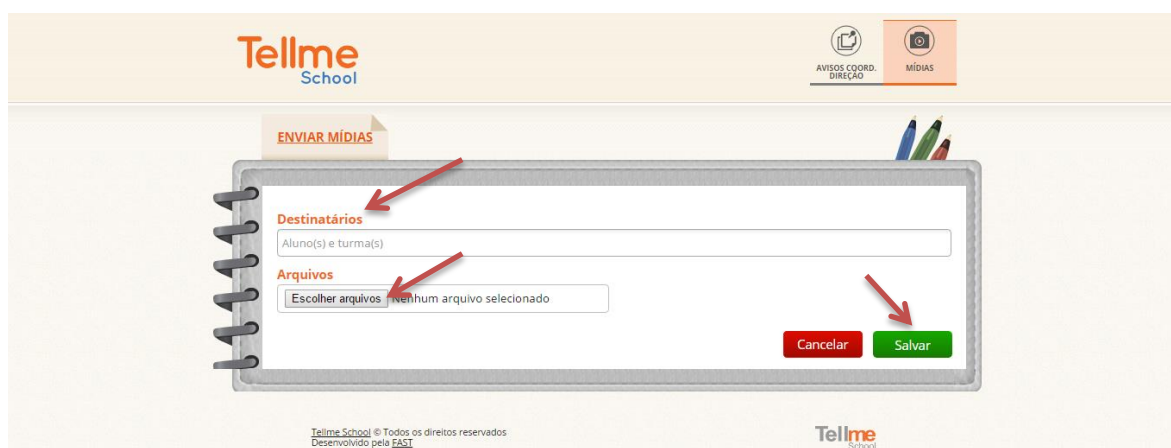 Tellme
School
AVISOS COORD.
DIREÇÃO
MÍDIAS
ENVIAR MÍDIAS
Destinatários
Aluno(s) e turma(s)
Arquivos
Escolher arquivos Nenhum arquivo selecionado
Cancelar
Salvar
Tellme School © Todos os direitos reservados
Desenvolvido pela FAST
Tellme
School